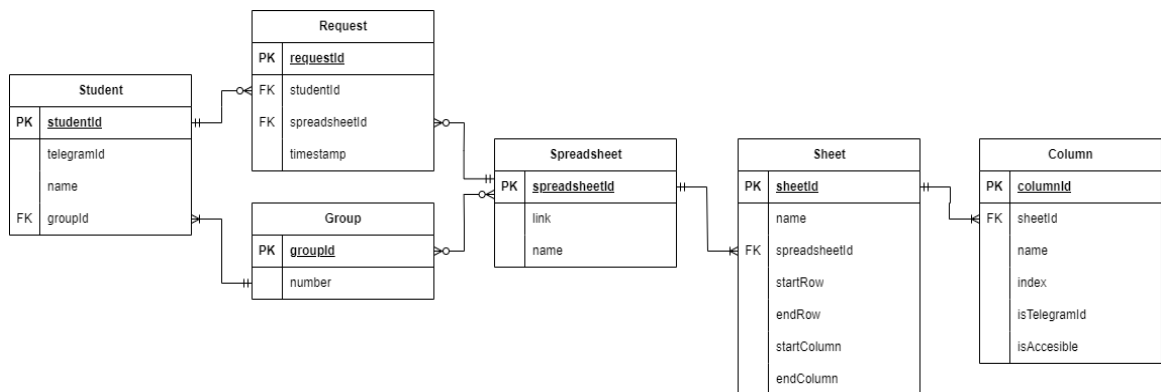 Student
PK studentId
telegramId
name
FK groupId
Request
PK requestId
FK studentId
FK spreadsheetId
timestamp
Group
PK groupId
number
Spreadsheet
PK spreadsheetId
link
name
Sheet
PK sheetId
name
FK spreadsheetId
startRow
endRow
startColumn
endColumn
Column
PK columnId
FK sheetId
name
index
isTelegramId
isAccesible